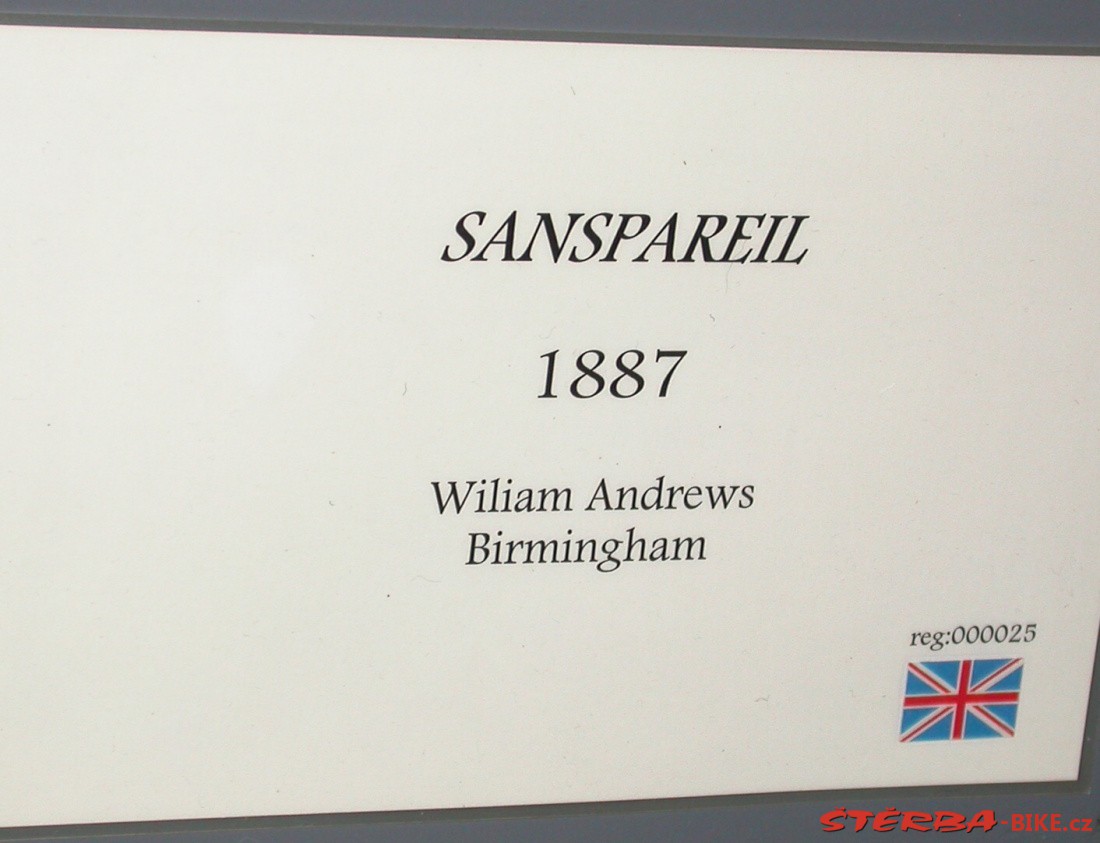 SANSPAREIL
1887
Wiliam Andrews
Birmingham
reg:000025
ŠTĚRBA-BIKE.cz